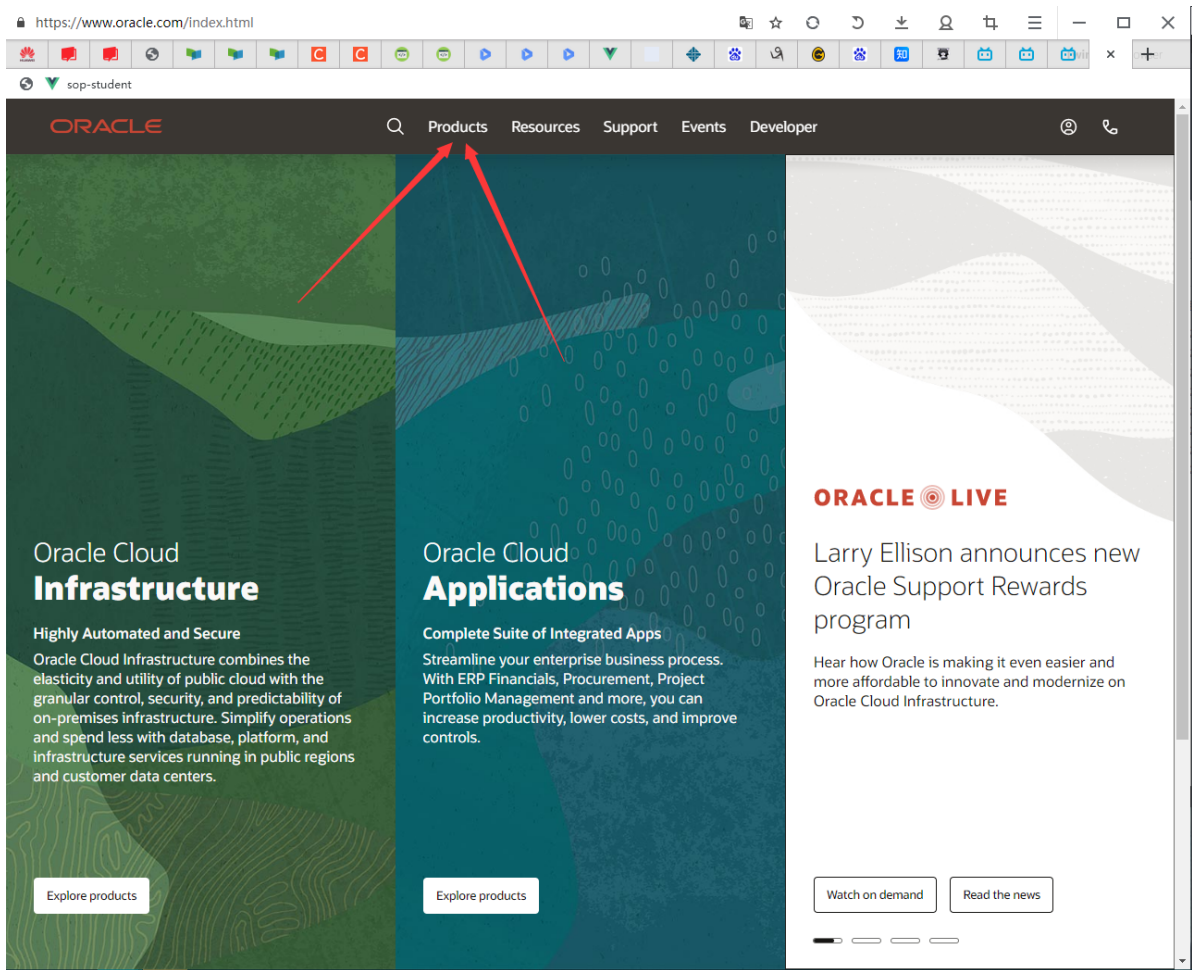 https://www.oracle.com/index.html
sop-student
ORACLE
Products Resources Support Events Developer
Oracle Cloud
Infrastructure
Highly Automated and Secure
Oracle Cloud Infrastructure combines the
elasticity and utility of public cloud with the
granular control, security, and predictability of
on-premises infrastructure. Simplify operations
and spend less with database, platform, and
infrastructure services running in public regions
and customer data centers.
Explore products
Oracle Cloud
Applications
Complete Suite of Integrated Apps
Streamline your enterprise business process.
With ERP Financials, Procurement, Project
Portfolio Management and more, you can
increase productivity, lower costs, and improve
controls.
Explore products
ORACLE LIVE
Larry Ellison announces new
Oracle Support Rewards
program
Hear how Oracle is making it even easier and
more affordable to innovate and modernize on
Oracle Cloud Infrastructure.
Watch on demand Read the news